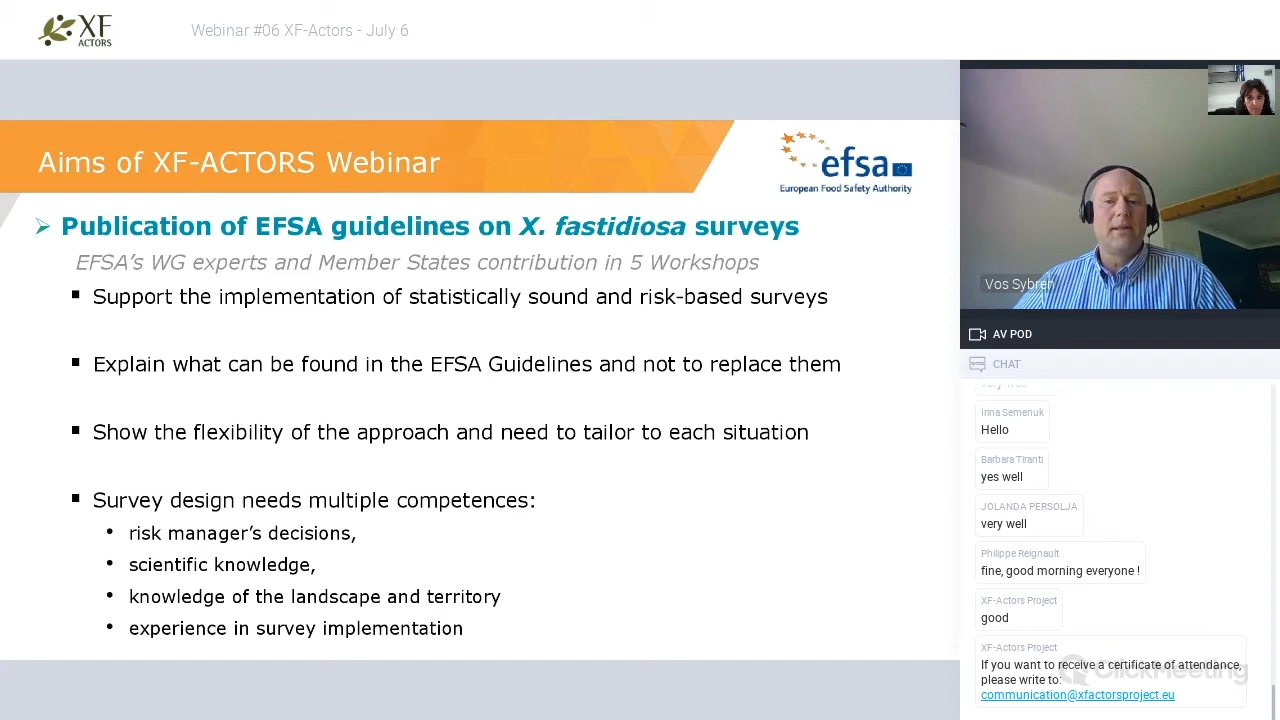 XF
ACTORS
Webinar #06 XF-Actors - July 6
Aims of XF-ACTORS Webinar
efsa
European Food Safety Authority
Publication of EFSA guidelines on X. fastidiosa surveys
EFSA's WG experts and Member States contribution in 5 Workshops
Support the implementation of statistically sound and risk-based surveys
Explain what can be found in the EFSA Guidelines and not to replace them
Show the flexibility of the approach and need to tailor to each situation
Survey design needs multiple competences:
risk manager's decisions,
scientific knowledge,
knowledge of the landscape and territory
experience in survey implementation
Vos Sybren
AV POD
CHAT
very well
Irina Semenuk
Hello
Barbara Tiranti
yes well
JOLANDA PERSOLJA
very well
Philippe Reignault
fine, good morning everyone !
XF-Actors Project
good
XF-Actors Project
If you want to receive a certificate of attendance,
please write to:
communication@xfactorsproject.eu
ClickMeeting